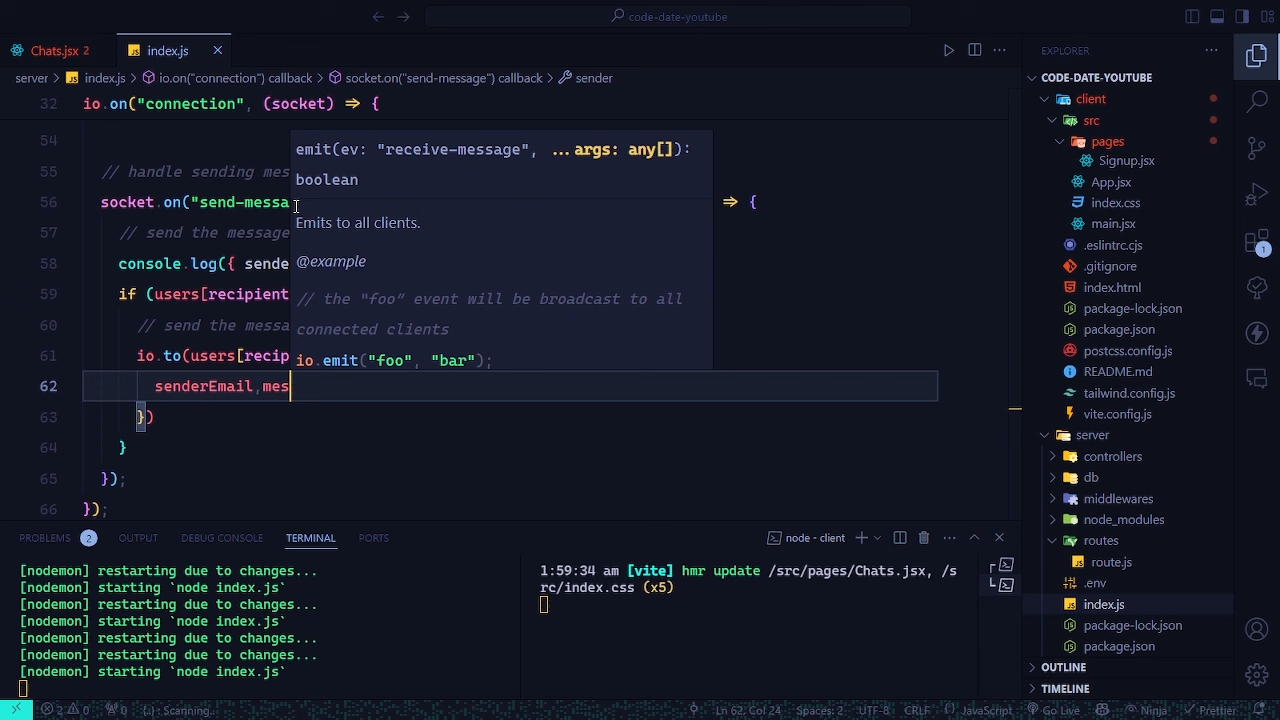 code-date-youtube
Chats.jsx 2
index.js
server > index.js > io.on("connection") callback > socket.on("send-message") callback > sender
32 io.on("connection", (socket) => {
54
55 // handle sending mes
56 socket.on("send-messa => {
57 // send the message
58 console.log({ sende
59 if (users[recipient
60 // send the messa
61 io.to(users[recip
62 senderEmail,mes
63 })
64 }
65 });
66 });
emit(ev: "receive-message", ...args: any[]):
boolean
Emits to all clients.
@example
// the "foo" event will be broadcast to all
connected clients
io.emit("foo", "bar");
PROBLEMS 2 OUTPUT DEBUG CONSOLE TERMINAL PORTS
node - client
[nodemon] restarting due to changes...
[nodemon] starting `node index.js`
[nodemon] restarting due to changes...
[nodemon] starting `node index.js`
[nodemon] restarting due to changes...
[nodemon] restarting due to changes...
[nodemon] starting `node index.js`
1:59:34 am [vite] hmr update /src/pages/Chats.jsx, /s
rc/index.css (x5)
EXPLORER
CODE-DATE-YOUTUBE
client
src
pages
Signup.jsx
App.jsx
index.css
main.jsx
.eslintrc.cjs
.gitignore
index.html
package-lock.json
package.json
postcss.config.js
README.md
tailwind.config.js
vite.config.js
server
controllers
db
middlewares
node_modules
routes
route.js
.env
index.js
package-lock.json
package.json
OUTLINE
TIMELINE
1
2 0 0 Scanning.. Ln 62, Col 24 Spaces: 2 UTF-8 CRLF JavaScript Go Live Ninja Prettier